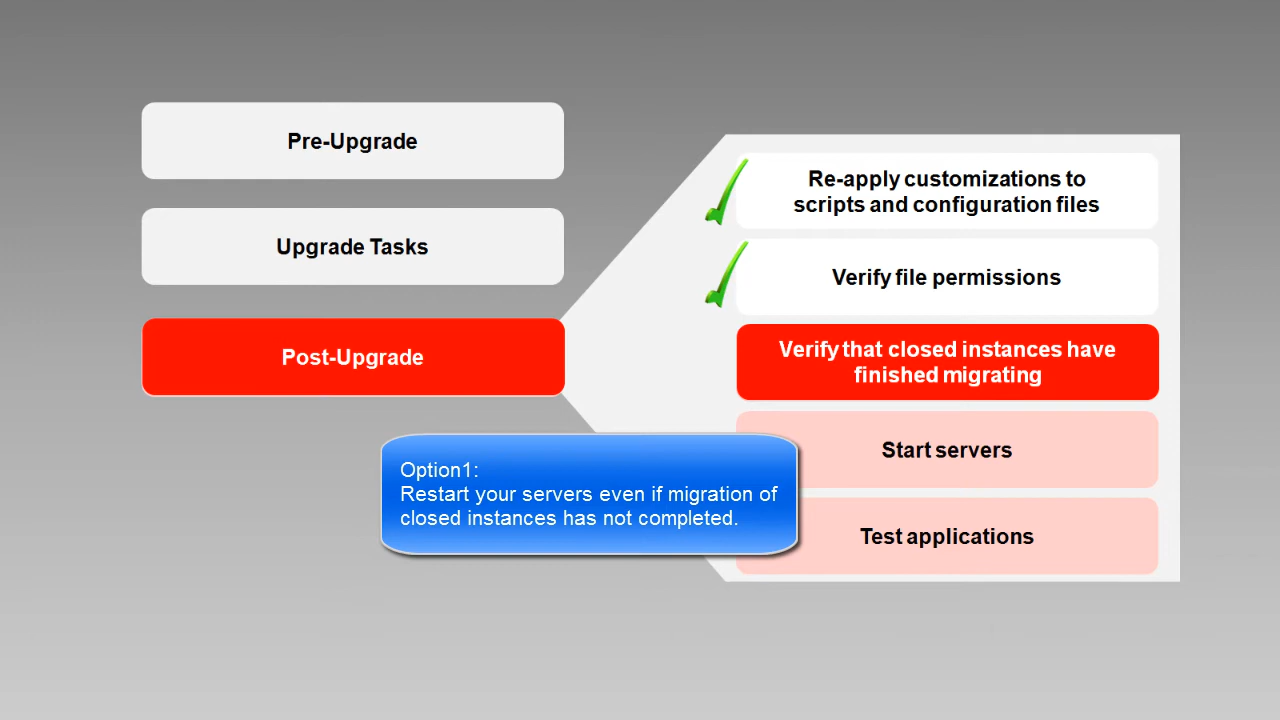 Pre-Upgrade
Upgrade Tasks
Post-Upgrade
Re-apply customizations to
scripts and configuration files
Verify file permissions
Verify that closed instances have
finished migrating
Start servers
Test applications
Option1:
Restart your servers even if migration of
closed instances has not completed.